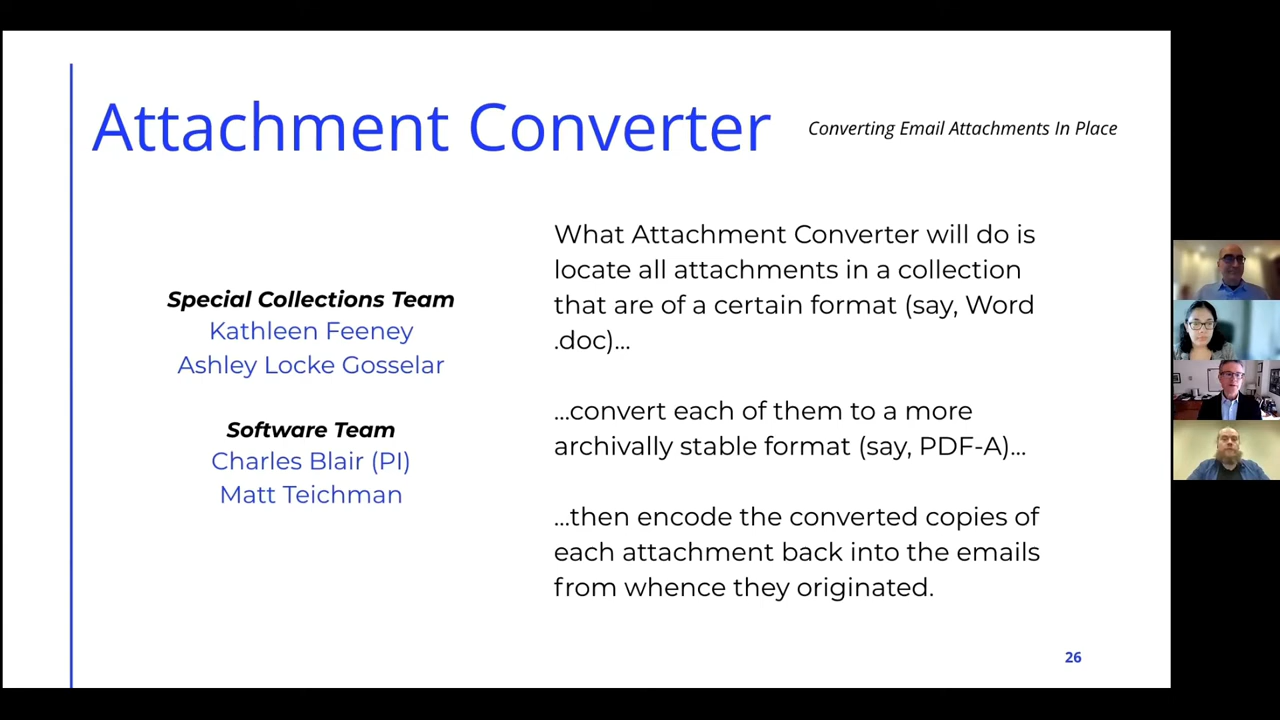 Attachment Converter
Converting Email Attachments In Place
Special Collections Team
Kathleen Feeney
Ashley Locke Gosselar
Software Team
Charles Blair (PI)
Matt Teichman
What Attachment Converter will do is
locate all attachments in a collection
that are of a certain format (say, Word
.doc)...
...convert each of them to a more
archivally stable format (say, PDF-A)...
...then encode the converted copies of
each attachment back into the emails
from whence they originated.
26